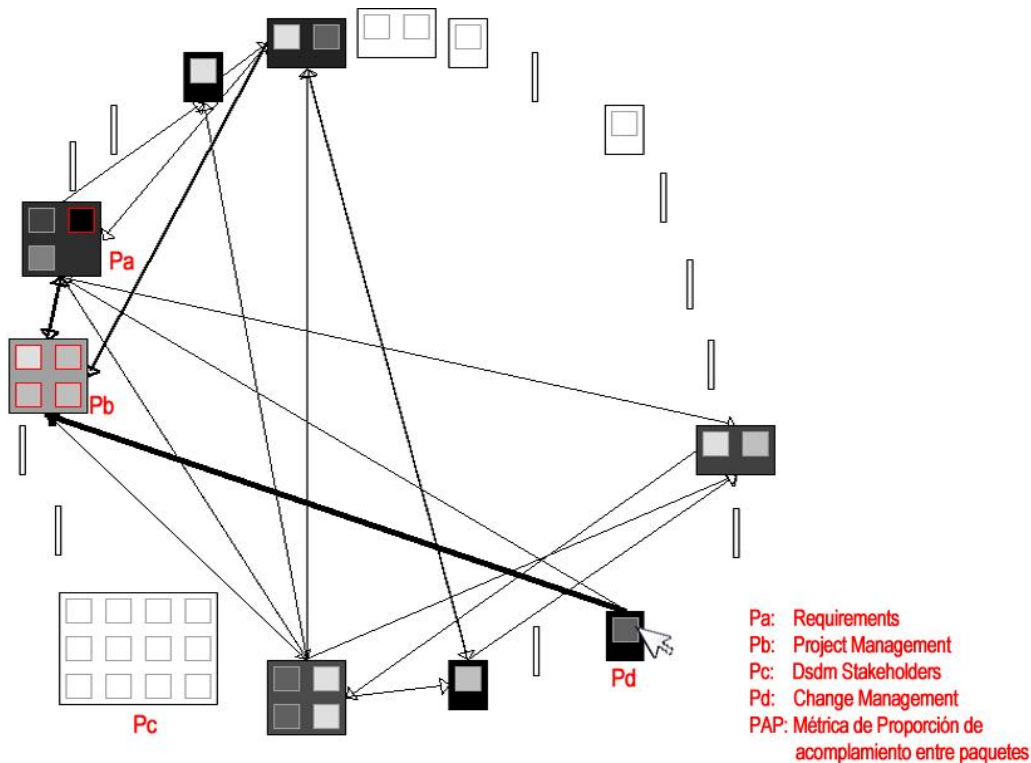 Pa
Pb
Pc
Pd
Pa: Requirements
Pb: Project Management
Pc: Dsdm Stakeholders
Pd: Change Management
PAP: Métrica de Proporción de
acomplamiento entre paquetes